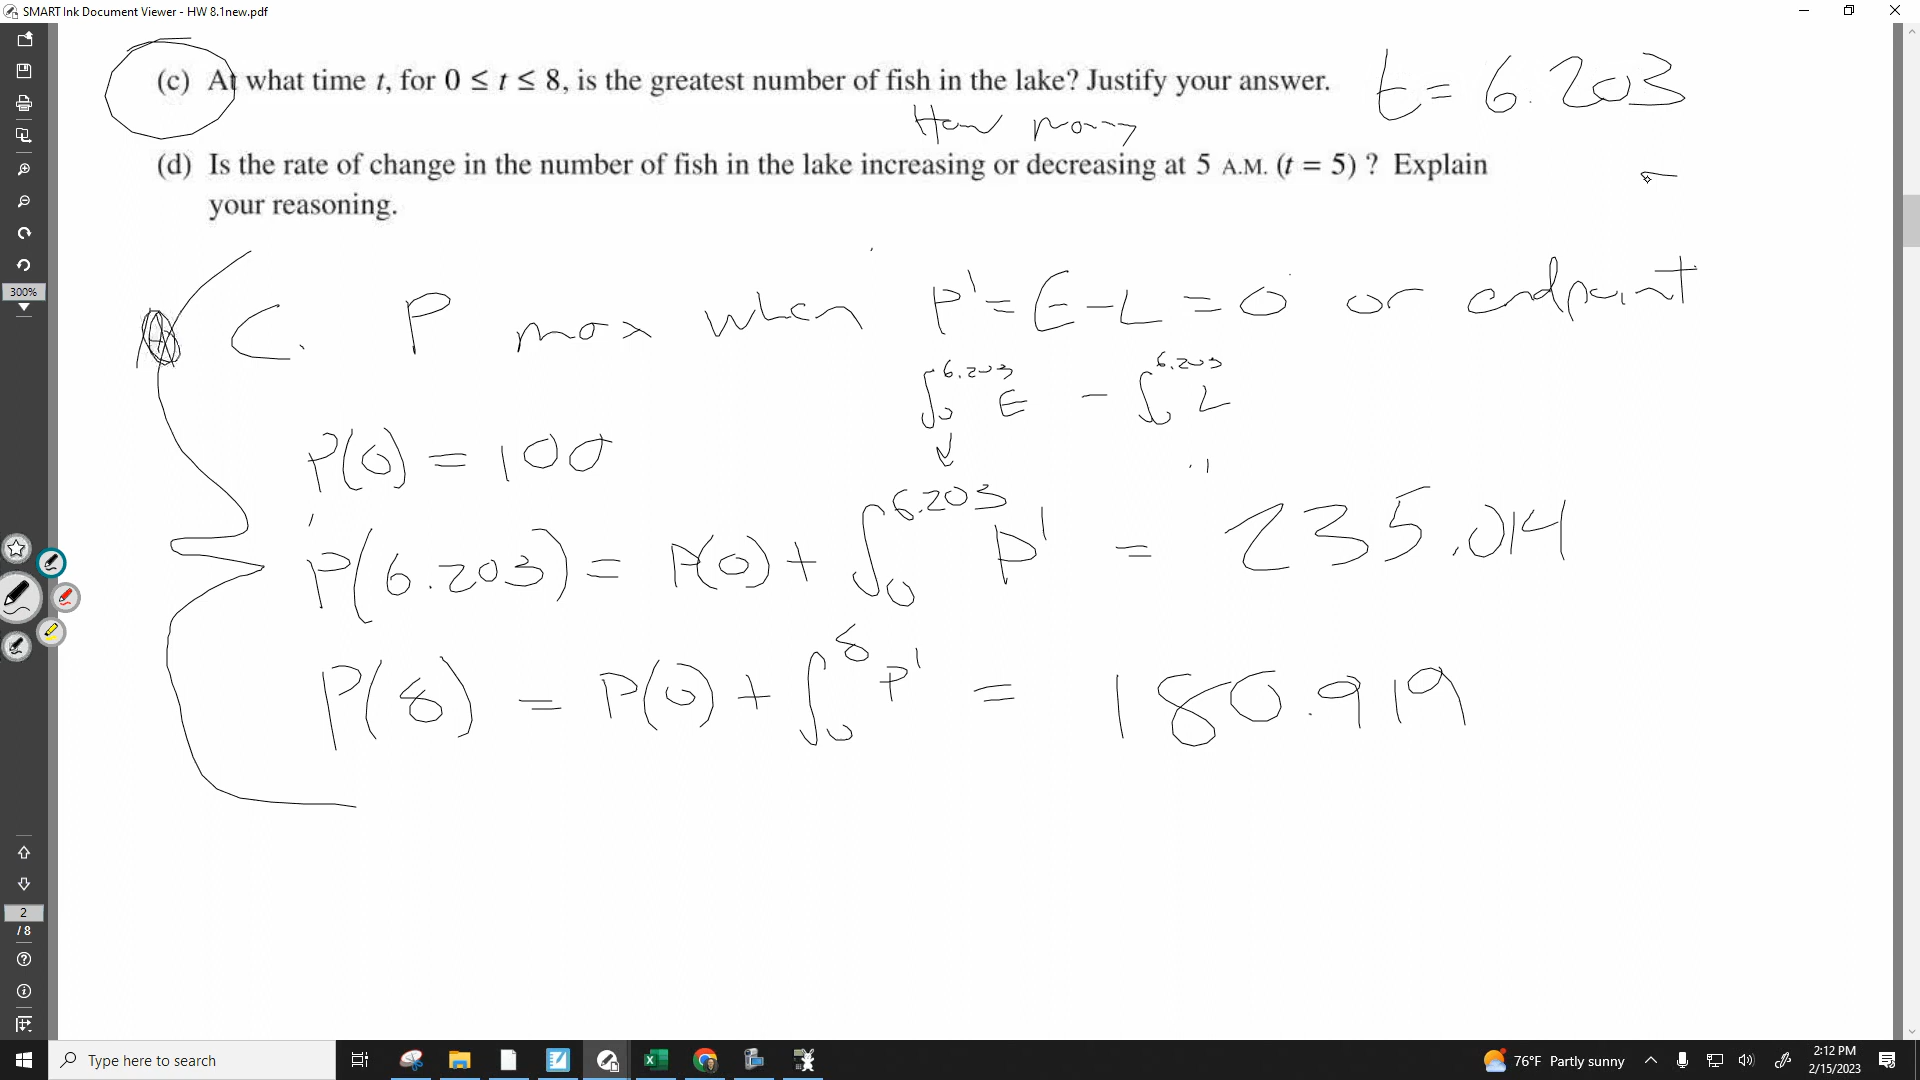 SMART Ink Document Viewer - HW 8.1new.pdf
(c) At what time t, for 0 ≤ t ≤ 8, is the greatest number of fish in the lake? Justify your answer.
t = 6.203
How many
(d) Is the rate of change in the number of fish in the lake increasing or decreasing at 5 A.M. (t = 5) ? Explain
your reasoning.
300%
C. P max when P' = E - L = 0 or endpoint
∫₀^6.203 E - ∫₀^6.203 L
P(0) = 100
P(6.203) = P(0) + ∫₀^6.203 P' = 235.014
P(8) = P(0) + ∫₀^8 P' = 180.919
2
/ 8
Type here to search
76°F Partly sunny
2:12 PM
2/15/2023